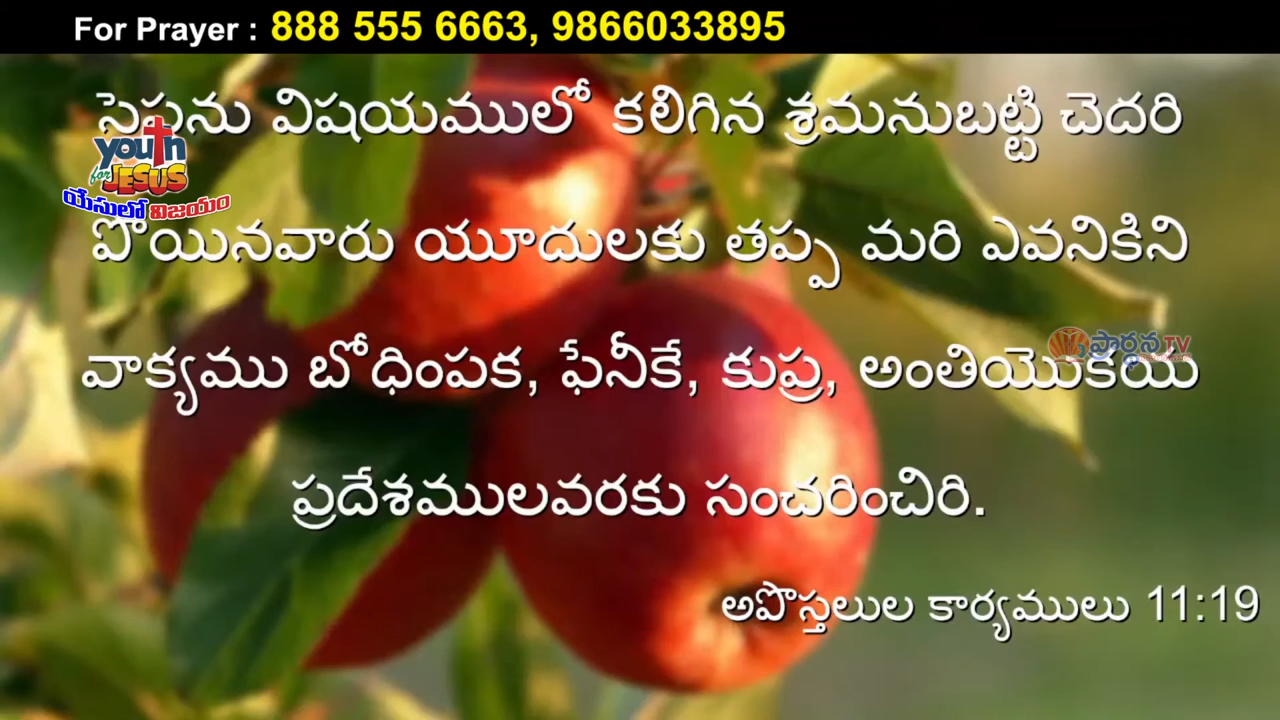 For Prayer : 888 555 6663, 9866033895
సెఫను విషయములో కలిగిన శ్రమనుబట్టి చెదరి
youth
for JESUS
యేసులో విజయం
పోయినవారు యూదులకు తప్ప మరి ఎవనికిని
ప్రార్థన TV
వాక్యము బోధింపక, ఫేనీకే, కుప్ర, అంతియొకయ
ప్రదేశములవరకు సంచరించిరి.
అపొస్తలుల కార్యములు 11:19